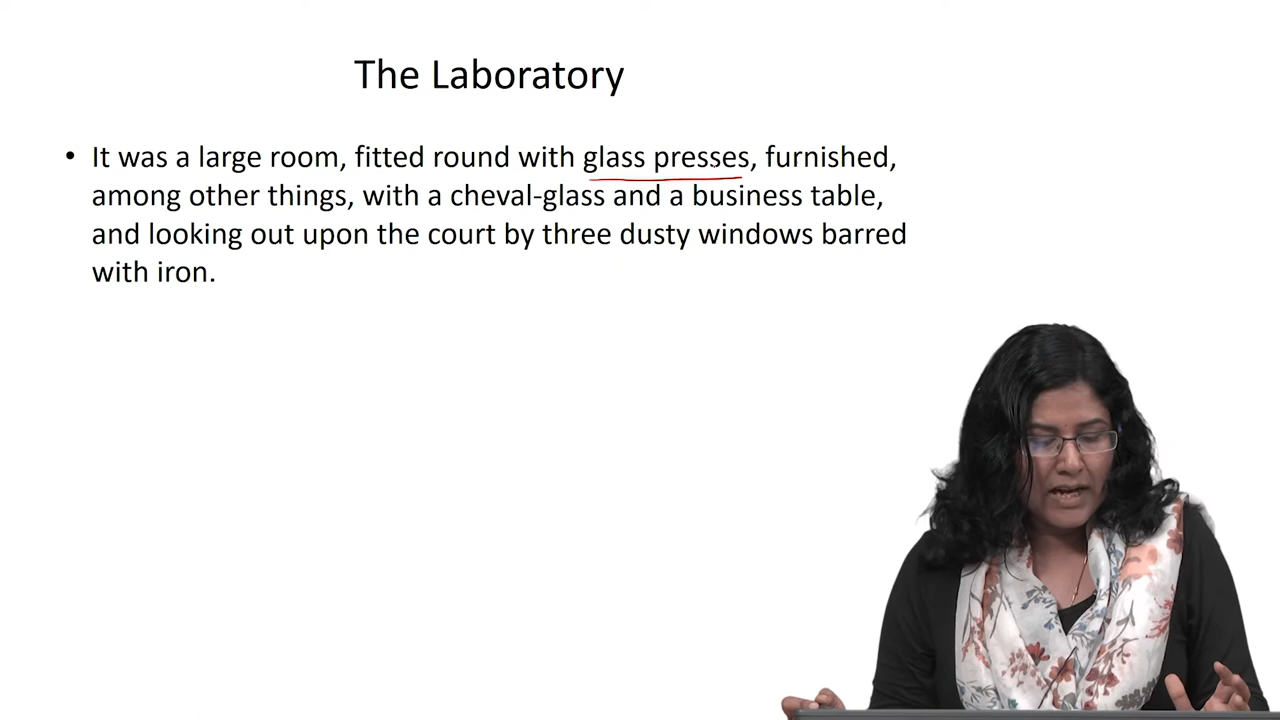 The Laboratory
• It was a large room, fitted round with glass presses, furnished,
among other things, with a cheval-glass and a business table,
and looking out upon the court by three dusty windows barred
with iron.